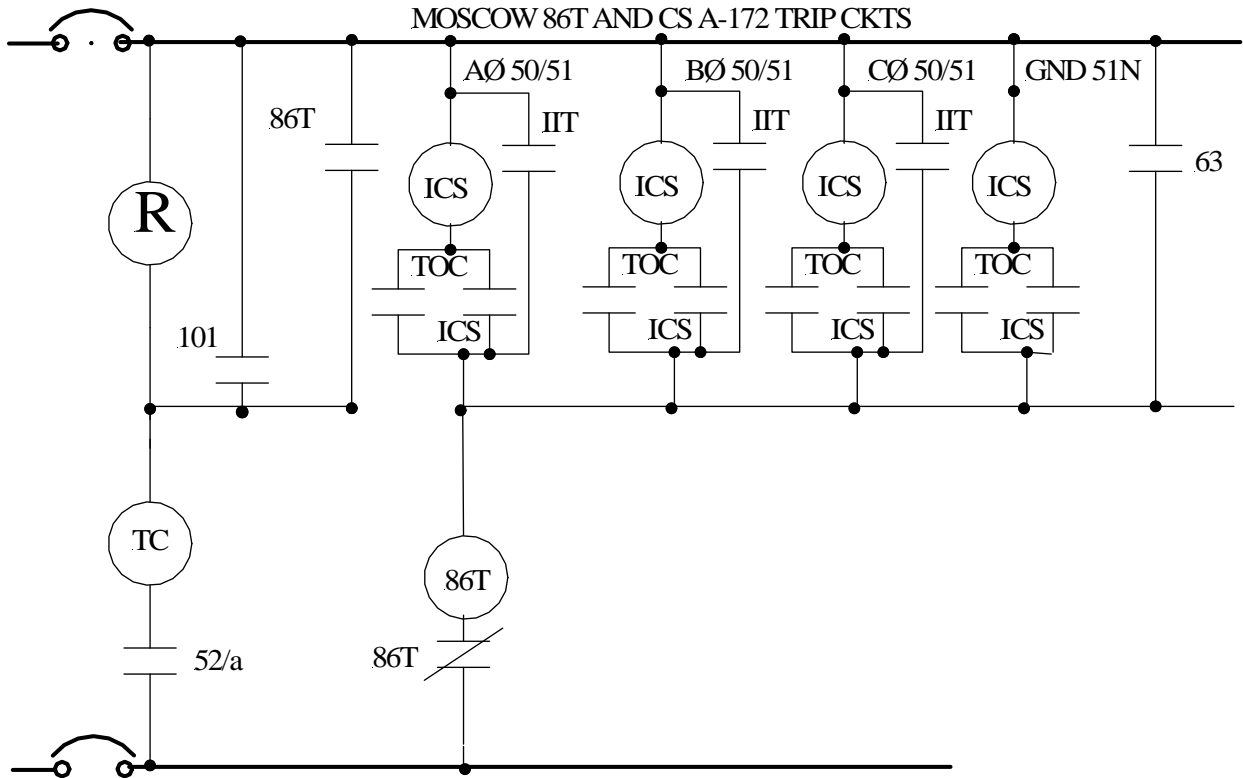 MOSCOW 86T AND CS A-172 TRIP CKTS
AØ 50/51
BØ 50/51
CØ 50/51
GND 51N
86T
IIT
IIT
IIT
63
R
ICS
ICS
ICS
ICS
TOC
TOC
TOC
TOC
101
ICS
ICS
ICS
ICS
TC
86T
52/a
86T